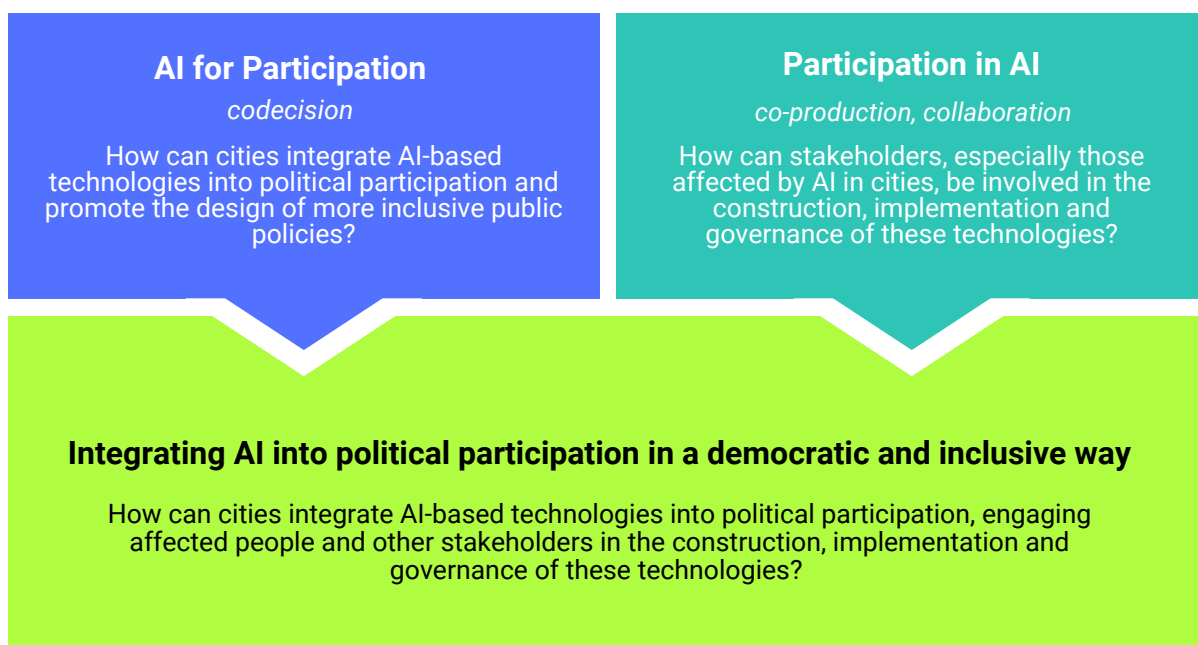 AI for Participation
codecision
How can cities integrate AI-based
technologies into political participation and
promote the design of more inclusive public
policies?
Participation in AI
co-production, collaboration
How can stakeholders, especially those
affected by AI in cities, be involved in the
construction, implementation and
governance of these technologies?
Integrating AI into political participation in a democratic and inclusive way
How can cities integrate AI-based technologies into political participation, engaging
affected people and other stakeholders in the construction, implementation and
governance of these technologies?